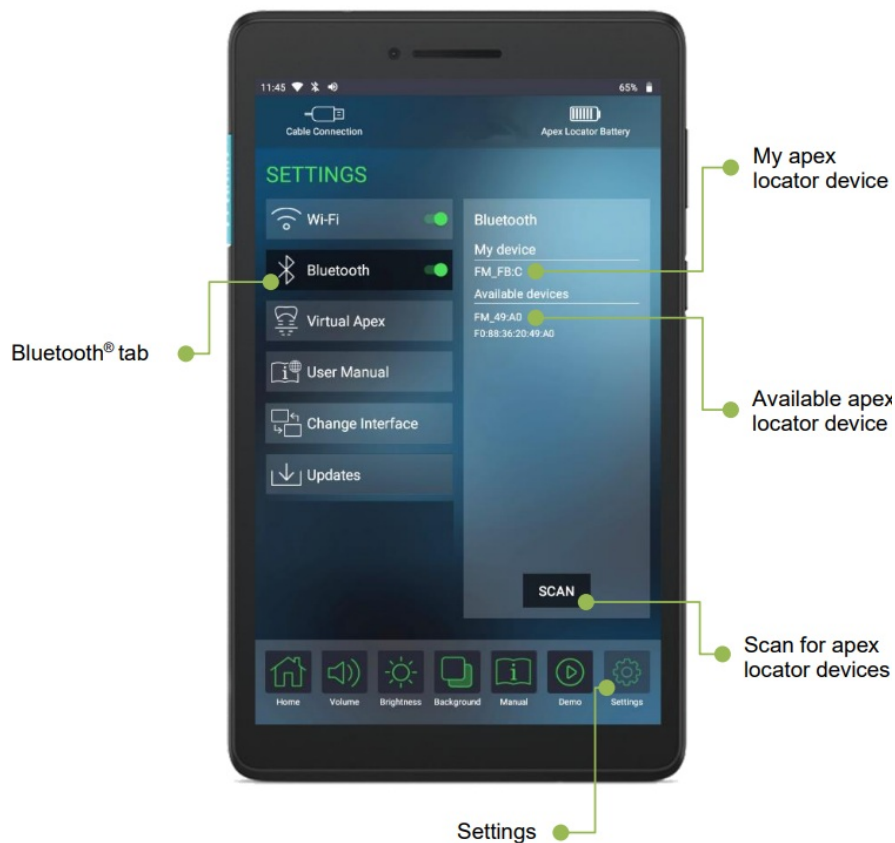 11:45
65%
Cable Connection
Apex Locator Battery
SETTINGS
Wi-Fi
Bluetooth
Virtual Apex
User Manual
Change Interface
Updates
Bluetooth
My device
FM_FB:C
Available devices
FM_49:A0
F0:88:36:20:49:A0
SCAN
Home
Volume
Brightness
Background
Manual
Demo
Settings
Bluetooth® tab
My apex
locator device
Available apex
locator device
Scan for apex
locator devices
Settings